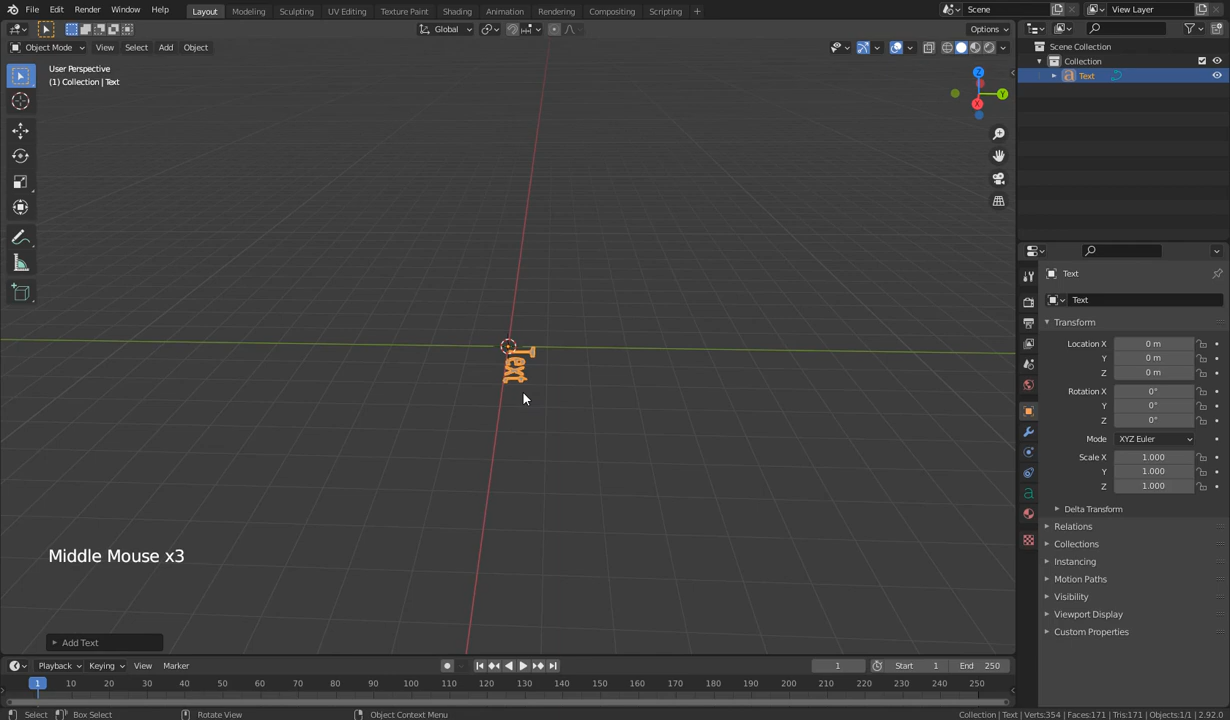 File Edit Render Window Help Layout Modeling Sculpting UV Editing Texture Paint Shading Animation Rendering Compositing Scripting + Scene View Layer
Global Options
Object Mode View Select Add Object
User Perspective
(1) Collection | Text
Z
Y
X
Text
Middle Mouse x3
Add Text
Scene Collection
Collection
Text
Text
Text
Transform
Location X 0 m
Y 0 m
Z 0 m
Rotation X 0°
Y 0°
Z 0°
Mode XYZ Euler
Scale X 1.000
Y 1.000
Z 1.000
Delta Transform
Relations
Collections
Instancing
Motion Paths
Visibility
Viewport Display
Custom Properties
Playback Keying View Marker 1 Start 1 End 250
1 10 20 30 40 50 60 70 80 90 100 110 120 130 140 150 160 170 180 190 200 210 220 230 240 250
Select Box Select Rotate View Object Context Menu Collection | Text | Verts:354 | Faces:171 | Tris:171 | Objects:1/1 | 2.92.0